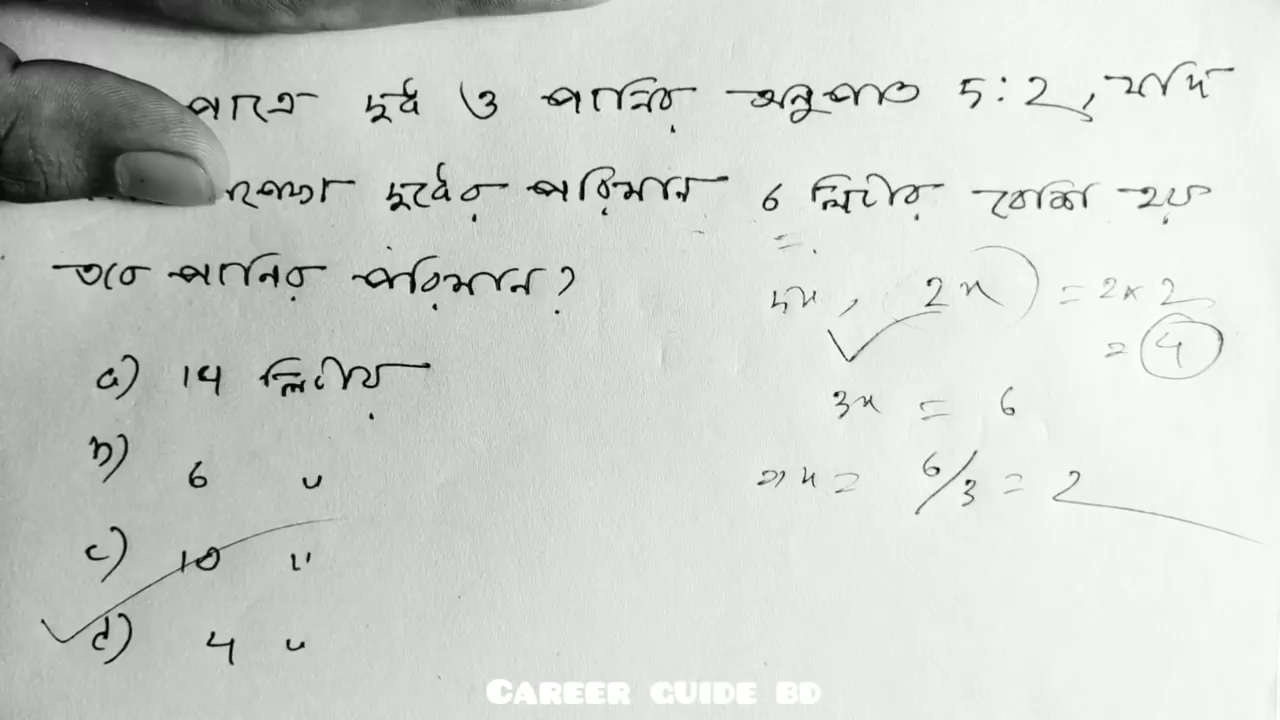 পাত্রে দুধ ও পানির অনুপাত 5:2, যদি
দুধের পরিমান 6 লিটার বেশি হয়
তবে পানির পরিমান?
5x, 2x) = 2×2
= 4
a) 14 লিটার
3x = 6
b) 6 "
⇒ x = 6/3 = 2
c) 10 "
d) 4 "
CAREER GUIDE BD